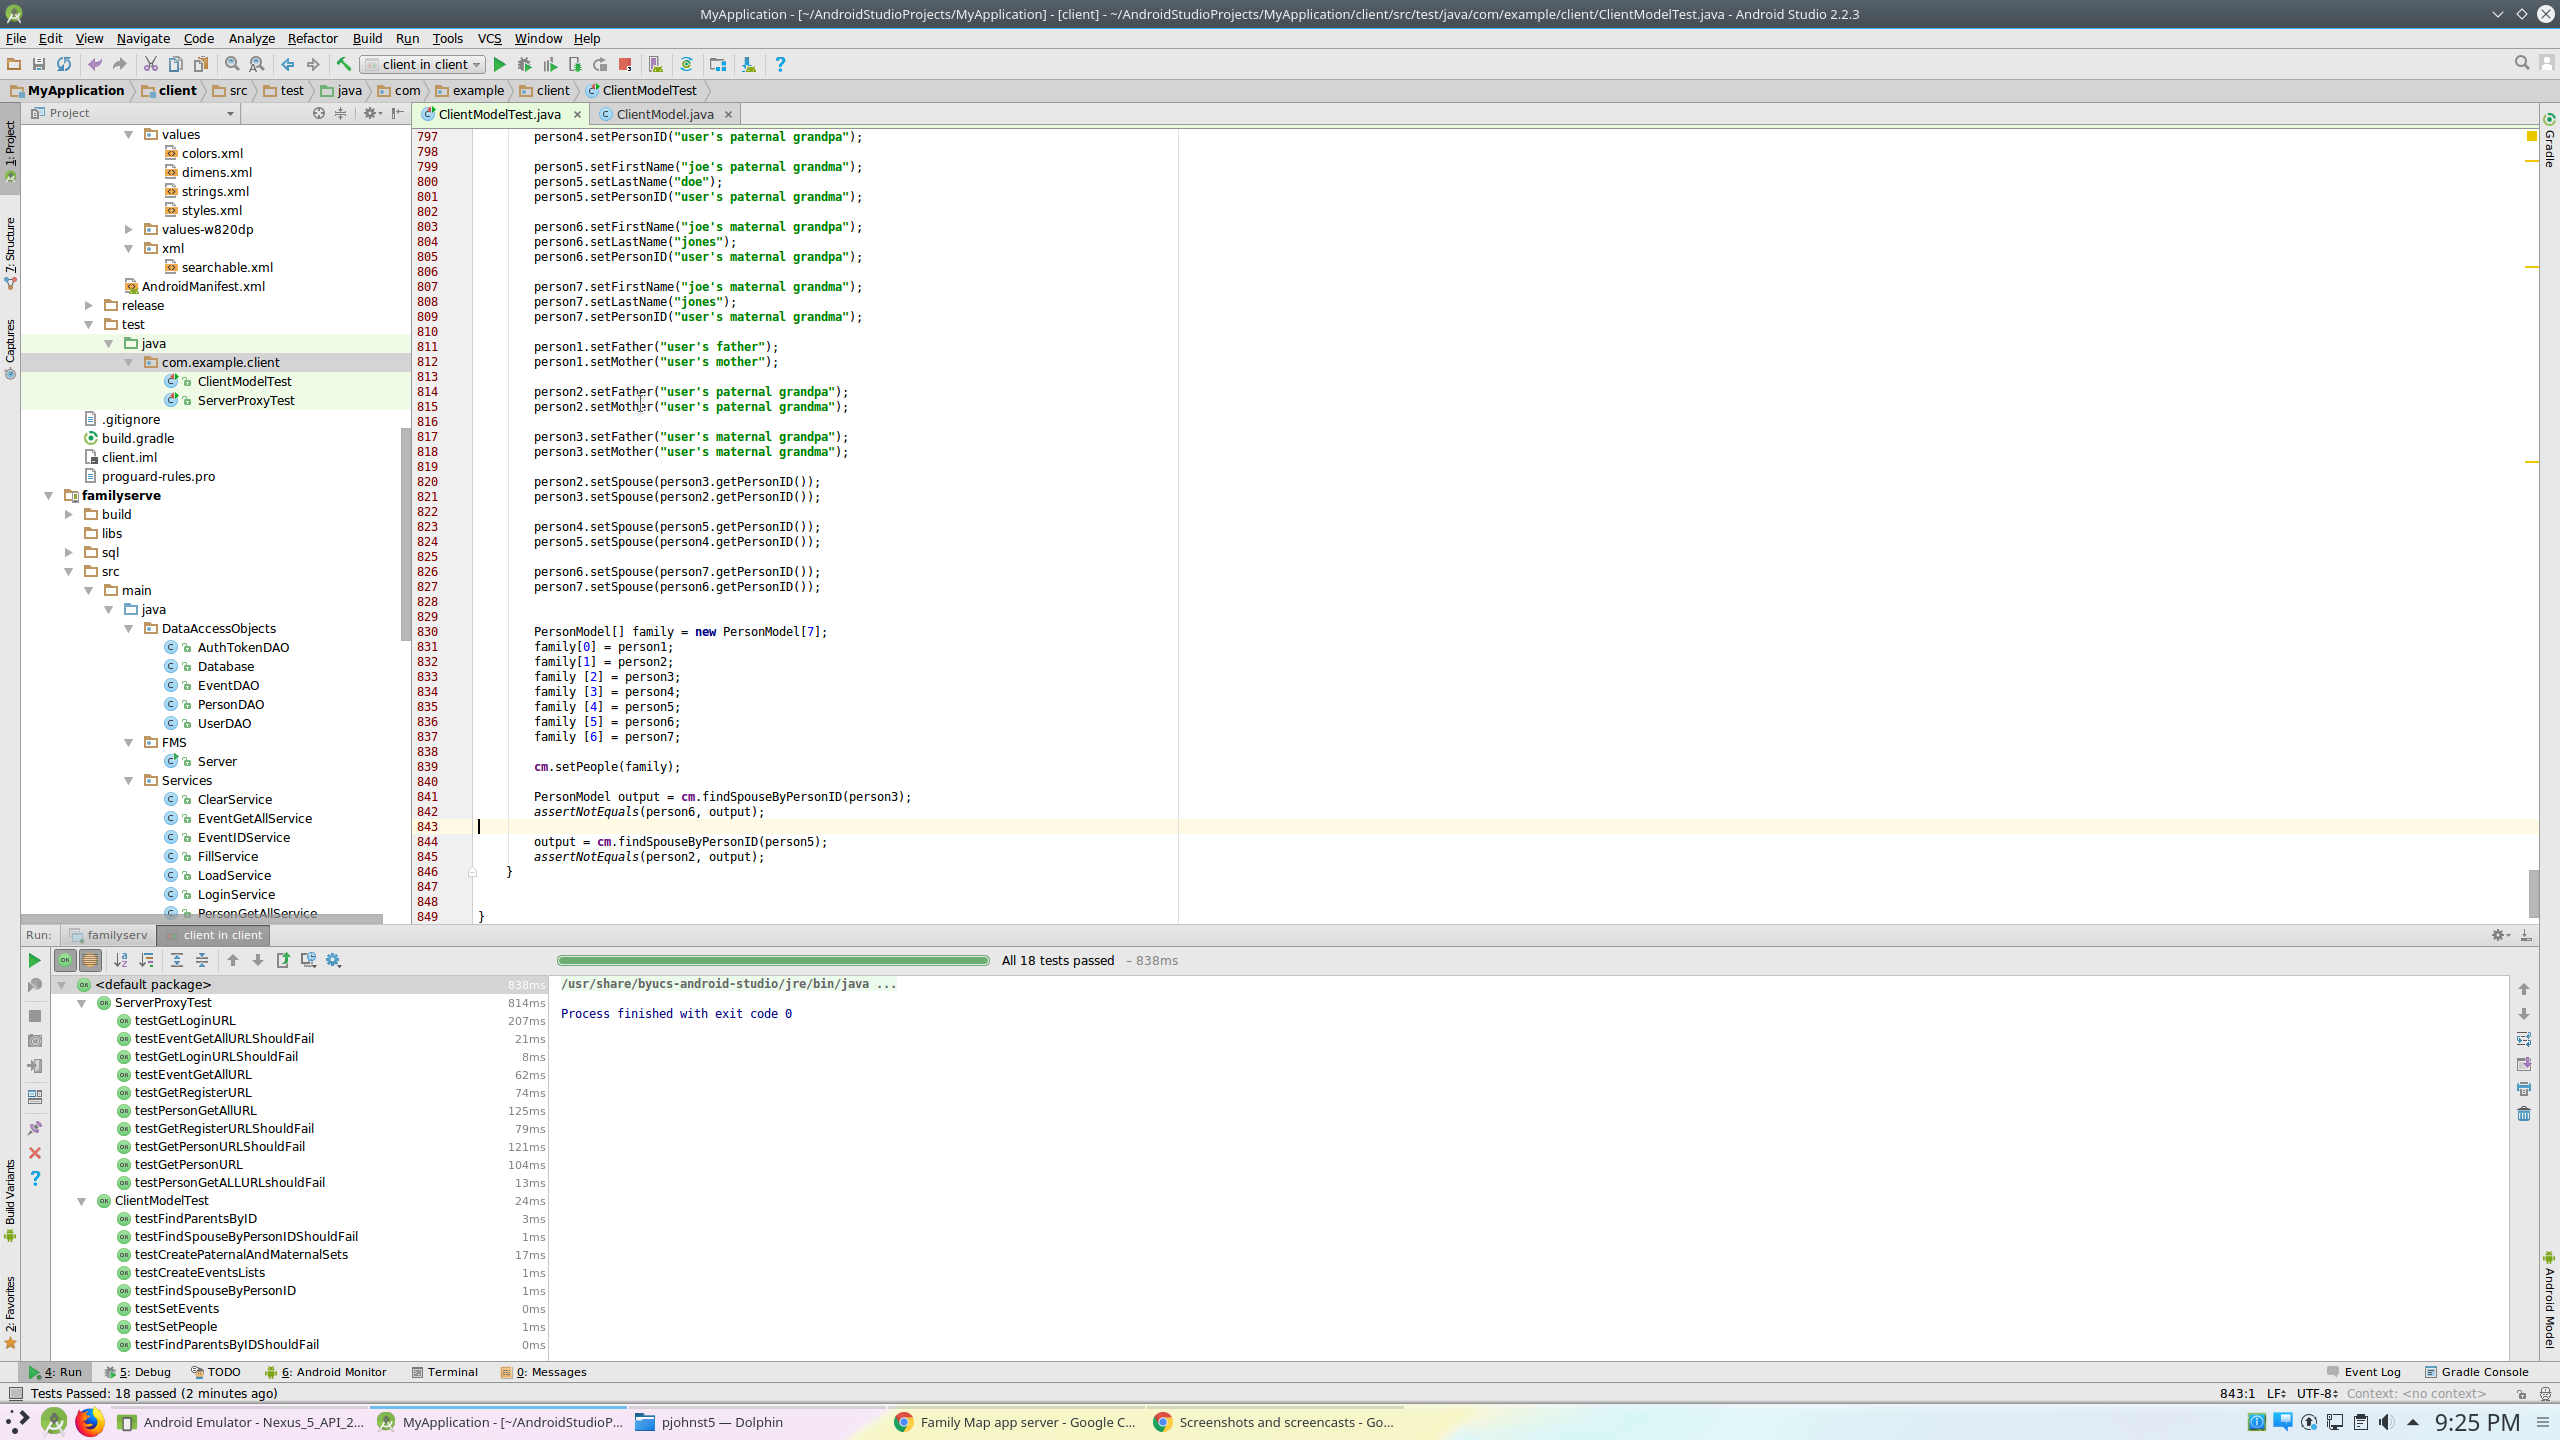 MyApplication - [~/AndroidStudioProjects/MyApplication] - [client] - ~/AndroidStudioProjects/MyApplication/client/src/test/java/com/example/client/ClientModelTest.java - Android Studio 2.2.3
File Edit View Navigate Code Analyze Refactor Build Run Tools VCS Window Help
client in client
MyApplication client src test java com example client ClientModelTest
Project
ClientModelTest.java
ClientModel.java
1: Project
7: Structure
Captures
Build Variants
2: Favorites
Gradle
Android Model
values
colors.xml
dimens.xml
strings.xml
styles.xml
values-w820dp
xml
searchable.xml
AndroidManifest.xml
release
test
java
com.example.client
ClientModelTest
ServerProxyTest
.gitignore
build.gradle
client.iml
proguard-rules.pro
familyserve
build
libs
sql
src
main
java
DataAccessObjects
AuthTokenDAO
Database
EventDAO
PersonDAO
UserDAO
FMS
Server
Services
ClearService
EventGetAllService
EventIDService
FillService
LoadService
LoginService
PersonGetAllService
797 person4.setPersonID("user's paternal grandpa");
798
799 person5.setFirstName("joe's paternal grandma");
800 person5.setLastName("doe");
801 person5.setPersonID("user's paternal grandma");
802
803 person6.setFirstName("joe's maternal grandpa");
804 person6.setLastName("jones");
805 person6.setPersonID("user's maternal grandpa");
806
807 person7.setFirstName("joe's maternal grandma");
808 person7.setLastName("jones");
809 person7.setPersonID("user's maternal grandma");
810
811 person1.setFather("user's father");
812 person1.setMother("user's mother");
813
814 person2.setFather("user's paternal grandpa");
815 person2.setMother("user's paternal grandma");
816
817 person3.setFather("user's maternal grandpa");
818 person3.setMother("user's maternal grandma");
819
820 person2.setSpouse(person3.getPersonID());
821 person3.setSpouse(person2.getPersonID());
822
823 person4.setSpouse(person5.getPersonID());
824 person5.setSpouse(person4.getPersonID());
825
826 person6.setSpouse(person7.getPersonID());
827 person7.setSpouse(person6.getPersonID());
828
829
830 PersonModel[] family = new PersonModel[7];
831 family[0] = person1;
832 family[1] = person2;
833 family [2] = person3;
834 family [3] = person4;
835 family [4] = person5;
836 family [5] = person6;
837 family [6] = person7;
838
839 cm.setPeople(family);
840
841 PersonModel output = cm.findSpouseByPersonID(person3);
842 assertNotEquals(person6, output);
843
844 output = cm.findSpouseByPersonID(person5);
845 assertNotEquals(person2, output);
846 }
847
848
849 }
Run: familyserv client in client
All 18 tests passed – 838ms
<default package> 838ms
ServerProxyTest 814ms
testGetLoginURL 207ms
testEventGetAllURLShouldFail 21ms
testGetLoginURLShouldFail 8ms
testEventGetAllURL 62ms
testGetRegisterURL 74ms
testPersonGetAllURL 125ms
testGetRegisterURLShouldFail 79ms
testGetPersonURLShouldFail 121ms
testGetPersonURL 104ms
testPersonGetALLURLshouldFail 13ms
ClientModelTest 24ms
testFindParentsByID 3ms
testFindSpouseByPersonIDShouldFail 1ms
testCreatePaternalAndMaternalSets 17ms
testCreateEventsLists 1ms
testFindSpouseByPersonID 1ms
testSetEvents 0ms
testSetPeople 1ms
testFindParentsByIDShouldFail 0ms
/usr/share/byucs-android-studio/jre/bin/java ...
Process finished with exit code 0
4: Run 5: Debug TODO 6: Android Monitor Terminal 0: Messages Event Log Gradle Console
Tests Passed: 18 passed (2 minutes ago) 843:1 LF UTF-8 Context: <no context>
Android Emulator - Nexus_5_API_2... MyApplication - [~/AndroidStudioP... pjohnst5 — Dolphin Family Map app server - Google C... Screenshots and screencasts - Go... 9:25 PM